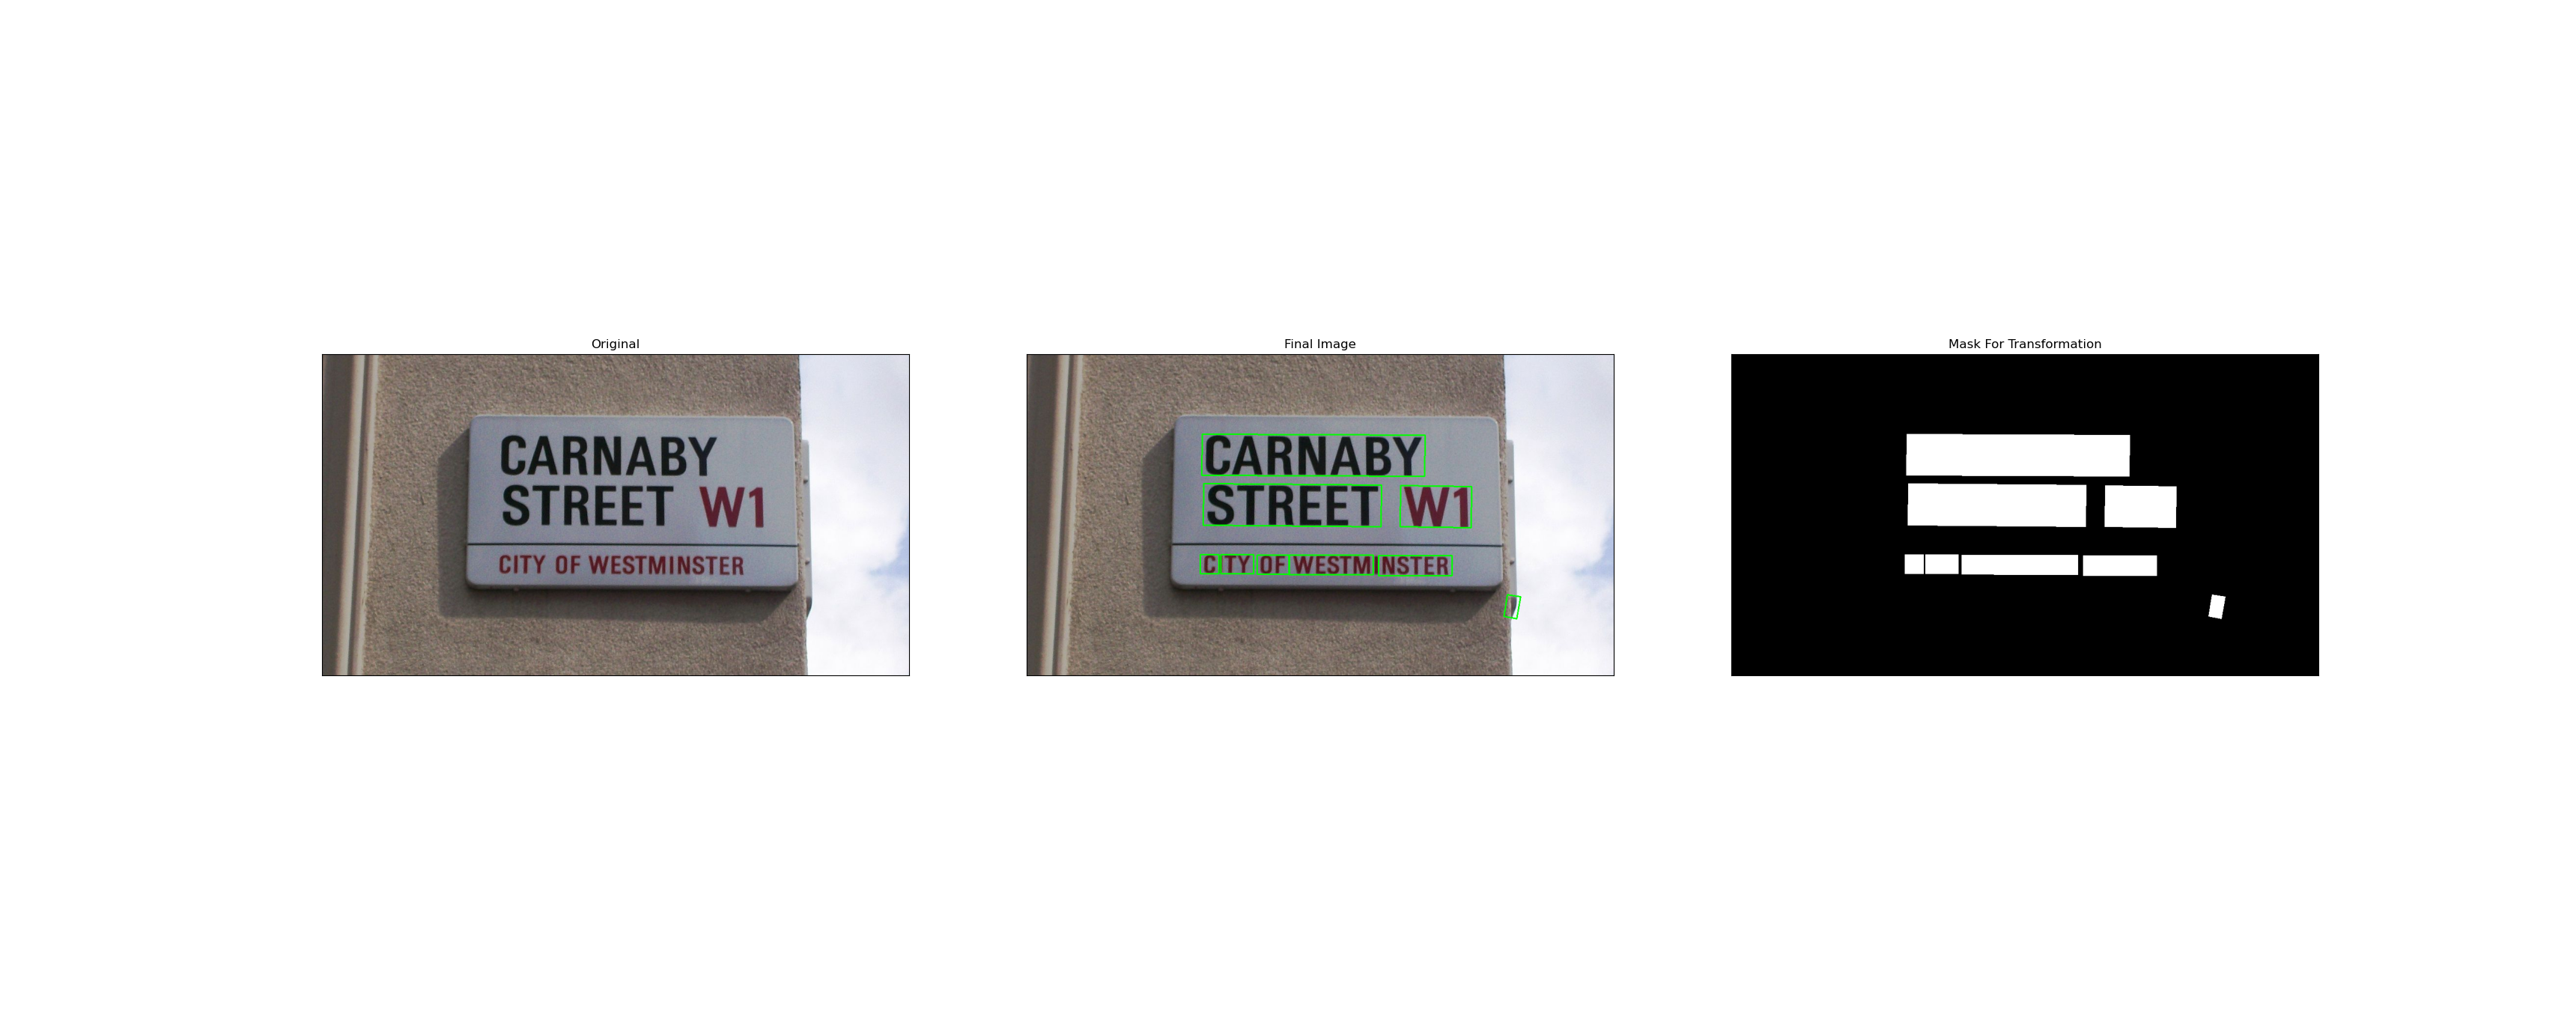 Original
CARNABY
STREET W1
CITY OF WESTMINSTER
Final Image
CARNABY
STREET W1
CITY OF WESTMINSTER
Mask For Transformation